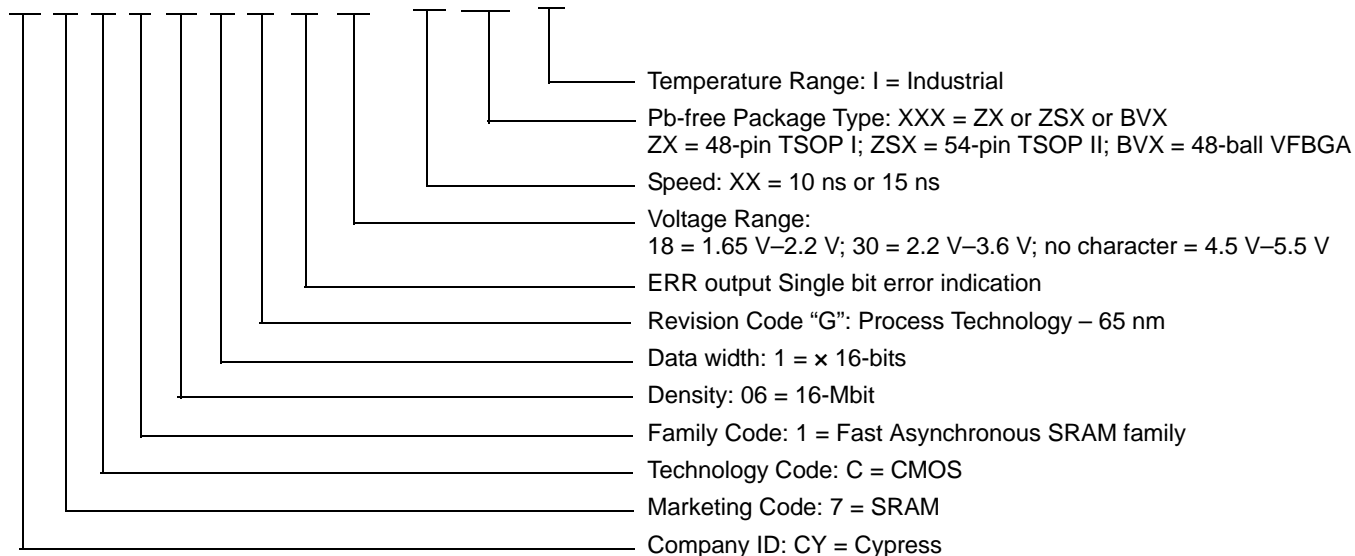 Temperature Range: I = Industrial
Pb-free Package Type: XXX = ZX or ZSX or BVX
ZX = 48-pin TSOP I; ZSX = 54-pin TSOP II; BVX = 48-ball VFBGA
Speed: XX = 10 ns or 15 ns
Voltage Range:
18 = 1.65 V–2.2 V; 30 = 2.2 V–3.6 V; no character = 4.5 V–5.5 V
ERR output Single bit error indication
Revision Code “G”: Process Technology – 65 nm
Data width: 1 = × 16-bits
Density: 06 = 16-Mbit
Family Code: 1 = Fast Asynchronous SRAM family
Technology Code: C = CMOS
Marketing Code: 7 = SRAM
Company ID: CY = Cypress